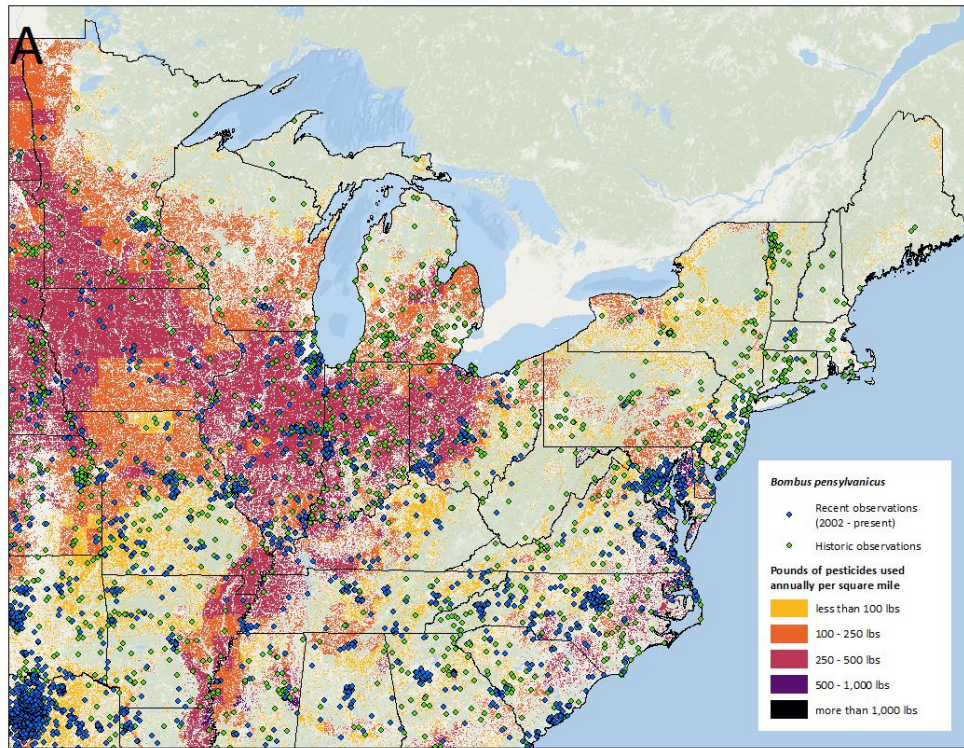 A
Bombus pensylvanicus
Recent observations
(2002 - present)
Historic observations
Pounds of pesticides used
annually per square mile
less than 100 lbs
100 - 250 lbs
250 - 500 lbs
500 - 1,000 lbs
more than 1,000 lbs